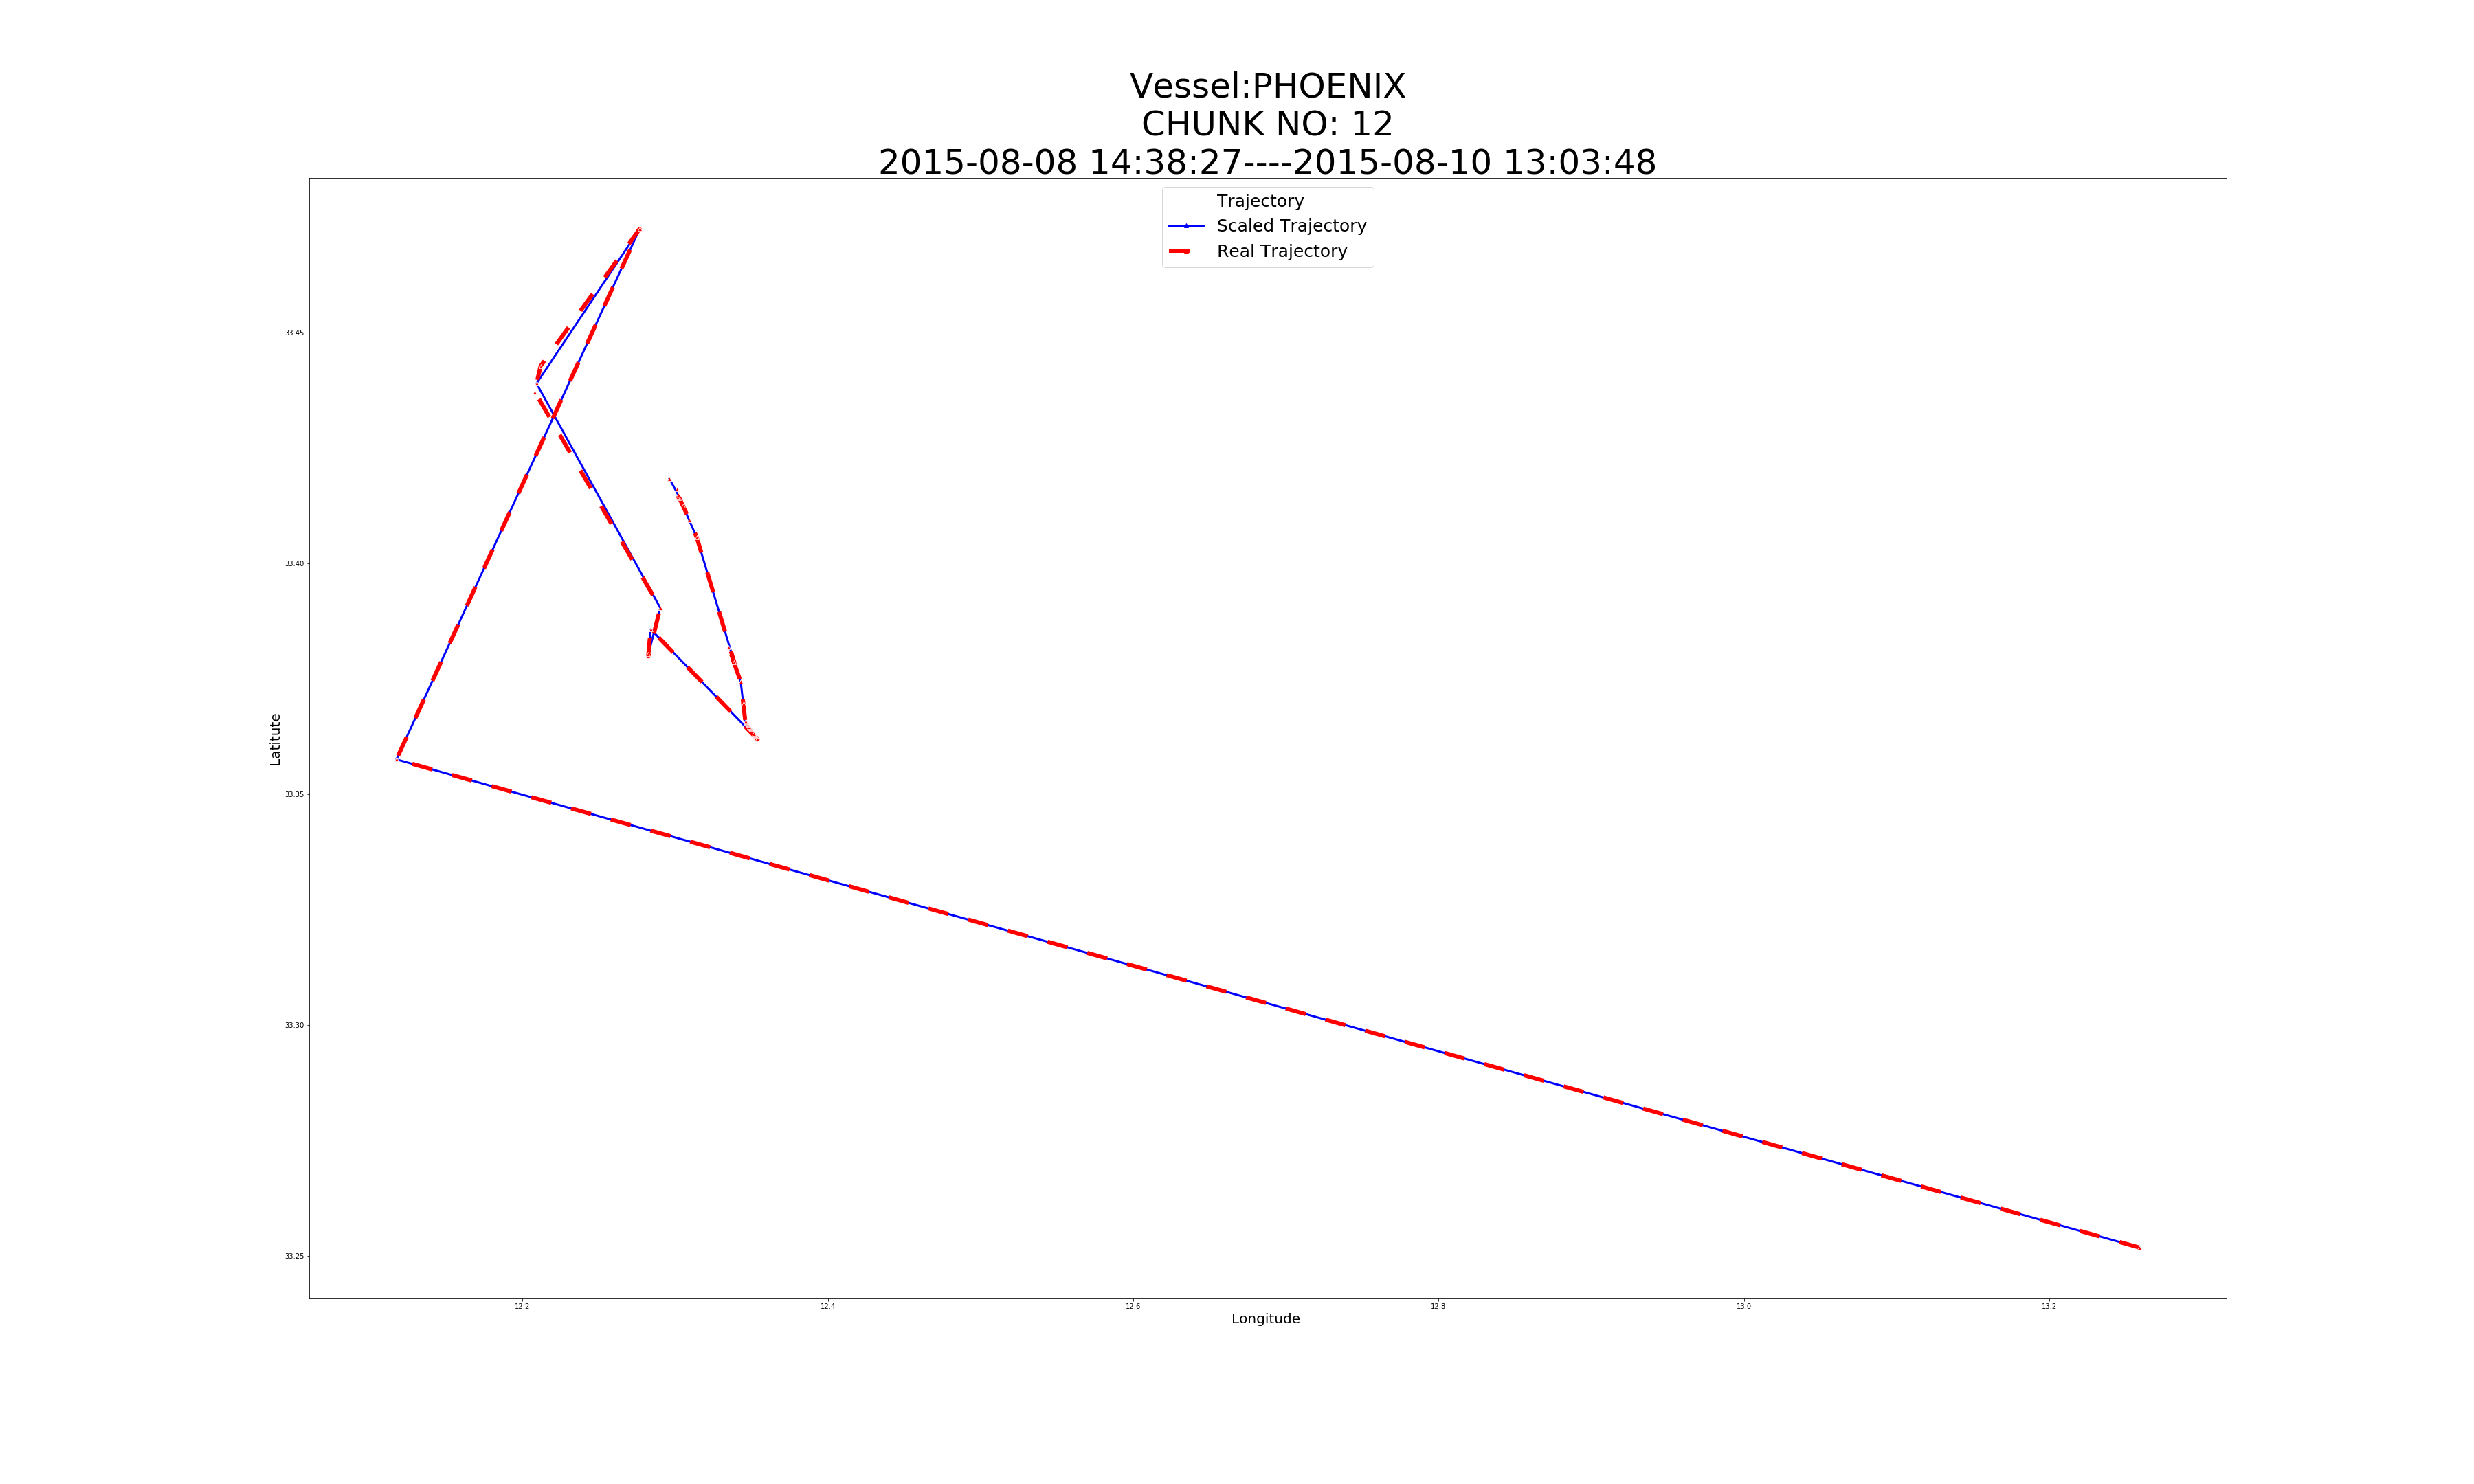 Vessel:PHOENIX
CHUNK NO: 12
2015-08-08 14:38:27----2015-08-10 13:03:48
Trajectory
Scaled Trajectory
Real Trajectory
33.45
33.40
33.35
33.30
33.25
Latitute
12.2
12.4
12.6
12.8
13.0
13.2
Longitude